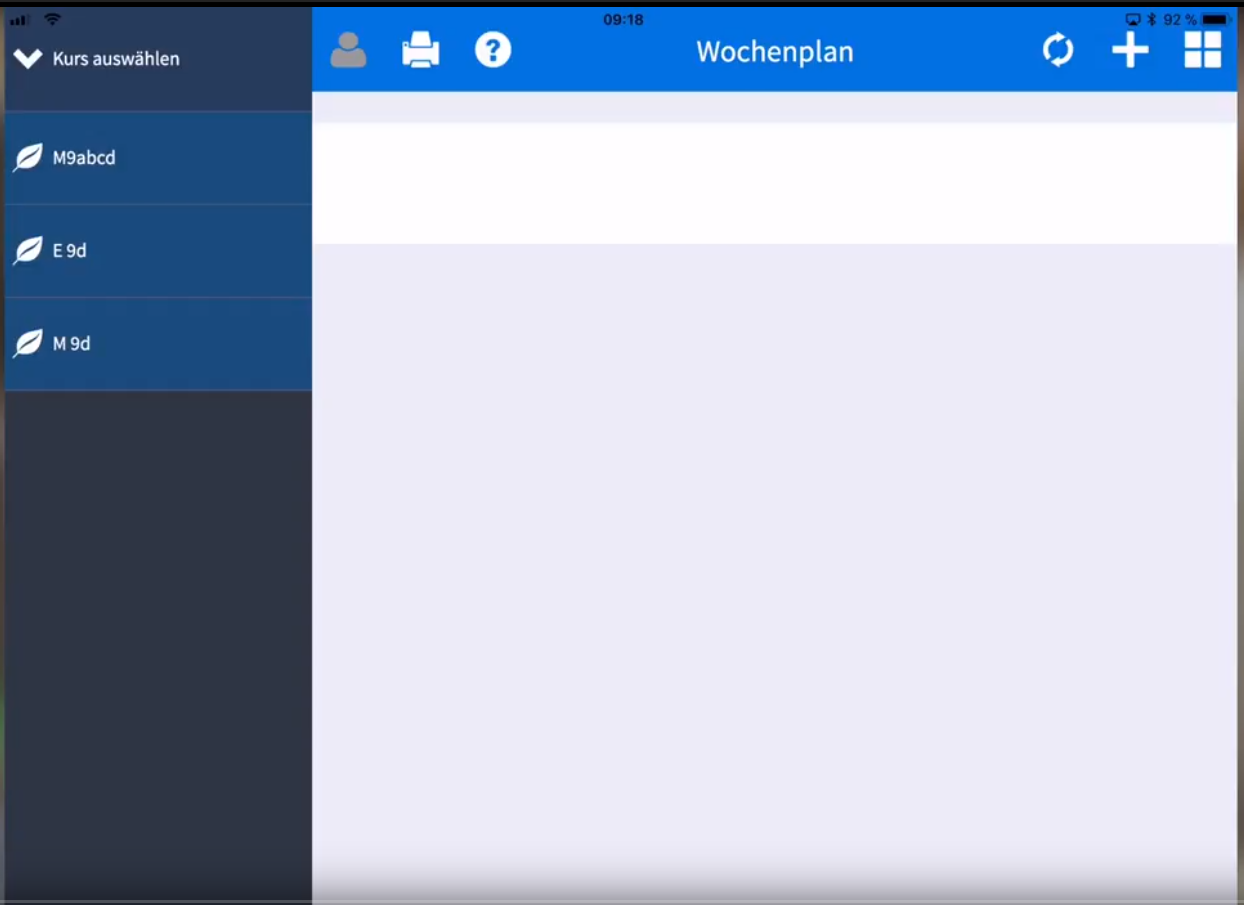 09:18
92 %
Kurs auswählen
Wochenplan
M9abcd
E 9d
M 9d